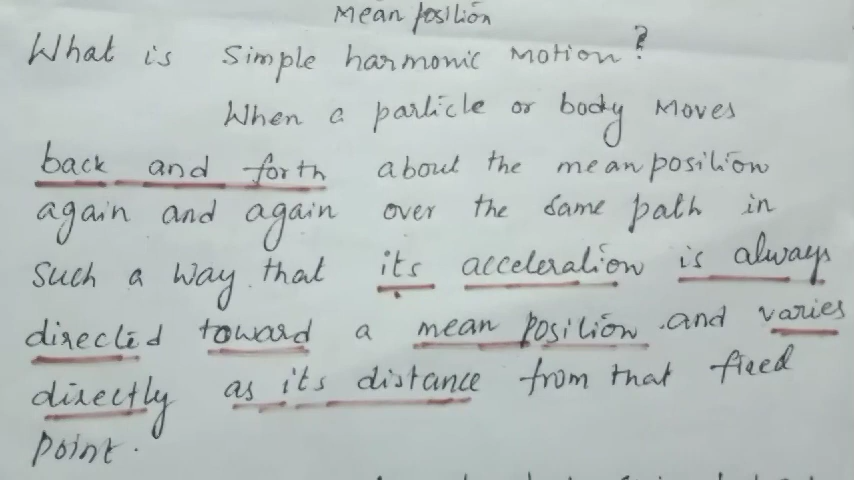 Mean position
What is simple harmonic motion?
When a particle or body moves
back and forth about the mean position
again and again over the same path in
such a way that its acceleration is always
directed toward a mean position and varies
directly as its distance from that fixed
point.